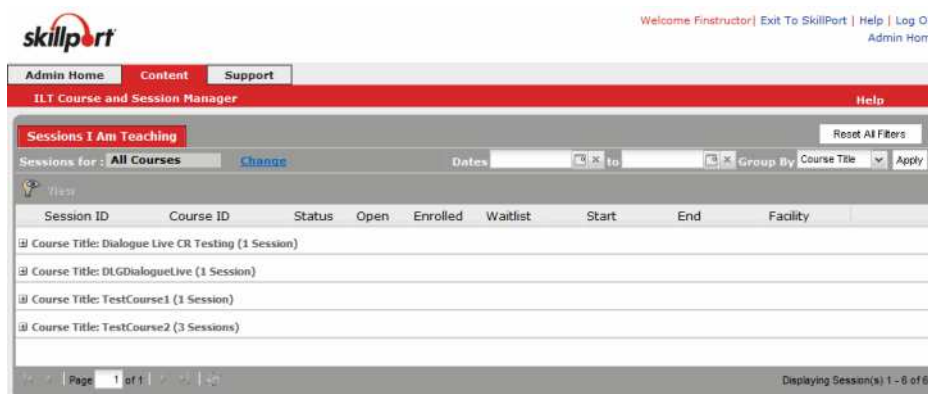 skillport
Welcome Finstructor| Exit To SkillPort | Help | Log O
Admin Hom
Admin Home Content Support
ILT Course and Session Manager Help
Sessions I Am Teaching Reset All Filters
Sessions for : All Courses Change Dates to Group By Course Title Apply
View
Session ID Course ID Status Open Enrolled Waitlist Start End Facility
Course Title: Dialogue Live CR Testing (1 Session)
Course Title: DLGDialogueLive (1 Session)
Course Title: TestCourse1 (1 Session)
Course Title: TestCourse2 (3 Sessions)
Page 1 of 1 Displaying Session(s) 1 - 6 of 6